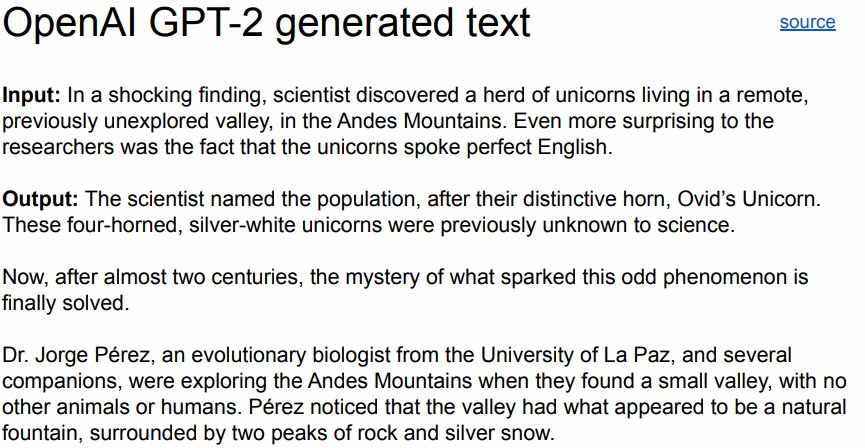 OpenAI GPT-2 generated text
source
Input: In a shocking finding, scientist discovered a herd of unicorns living in a remote,
previously unexplored valley, in the Andes Mountains. Even more surprising to the
researchers was the fact that the unicorns spoke perfect English.
Output: The scientist named the population, after their distinctive horn, Ovid's Unicorn.
These four-horned, silver-white unicorns were previously unknown to science.
Now, after almost two centuries, the mystery of what sparked this odd phenomenon is
finally solved.
Dr. Jorge Pérez, an evolutionary biologist from the University of La Paz, and several
companions, were exploring the Andes Mountains when they found a small valley, with no
other animals or humans. Pérez noticed that the valley had what appeared to be a natural
fountain, surrounded by two peaks of rock and silver snow.